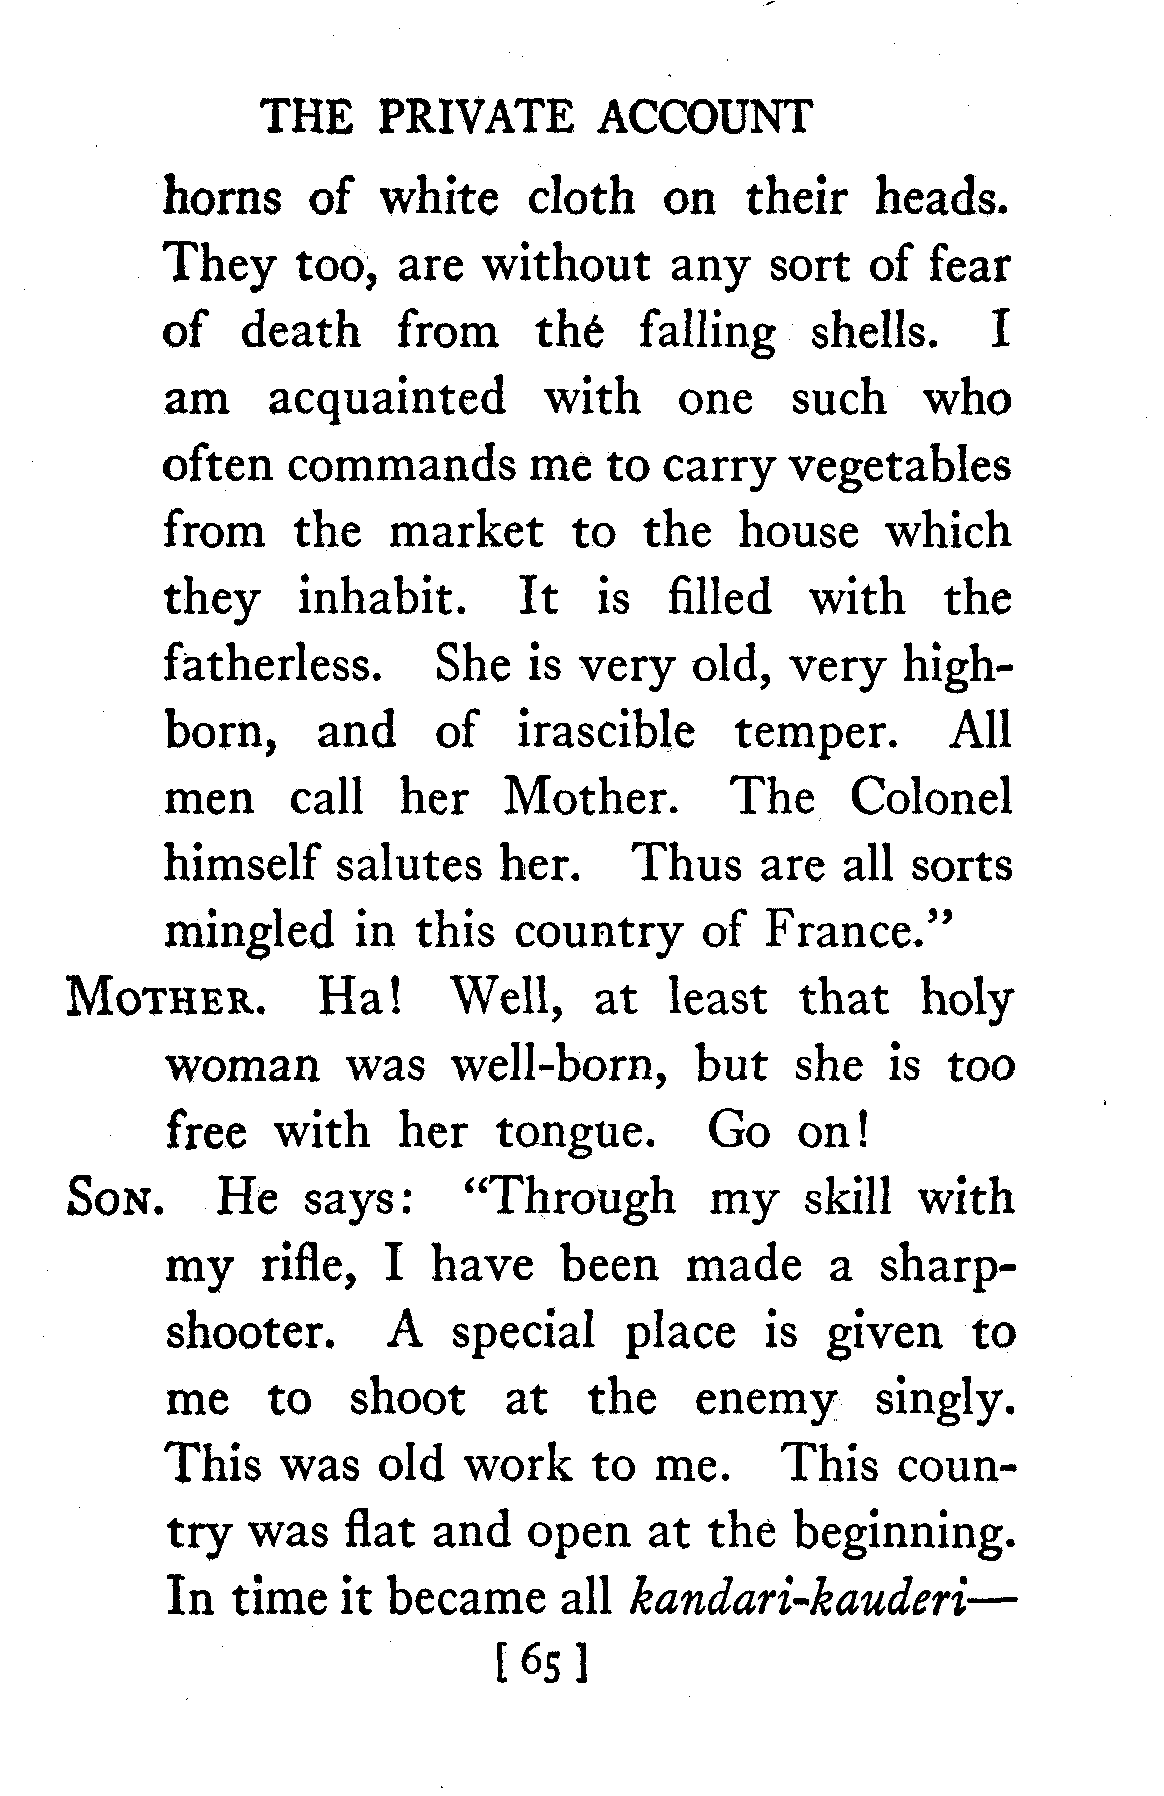 THE PRIVATE ACCOUNT
horns of white cloth on their heads.
They too, are without any sort of fear
of death from thé falling shells. I
am acquainted with one such who
often commands me to carry vegetables
from the market to the house which
they inhabit. It is filled with the
fatherless. She is very old, very high-
born, and of irascible temper. All
men call her Mother. The Colonel
himself salutes her. Thus are all sorts
mingled in this country of France."
MOTHER. Ha! Well, at least that holy
woman was well-born, but she is too
free with her tongue. Go on!
SON. He says: "Through my skill with
my rifle, I have been made a sharp-
shooter. A special place is given to
me to shoot at the enemy singly.
This was old work to me. This coun-
try was flat and open at the beginning.
In time it became all kandari-kauderi—
[ 65 ]